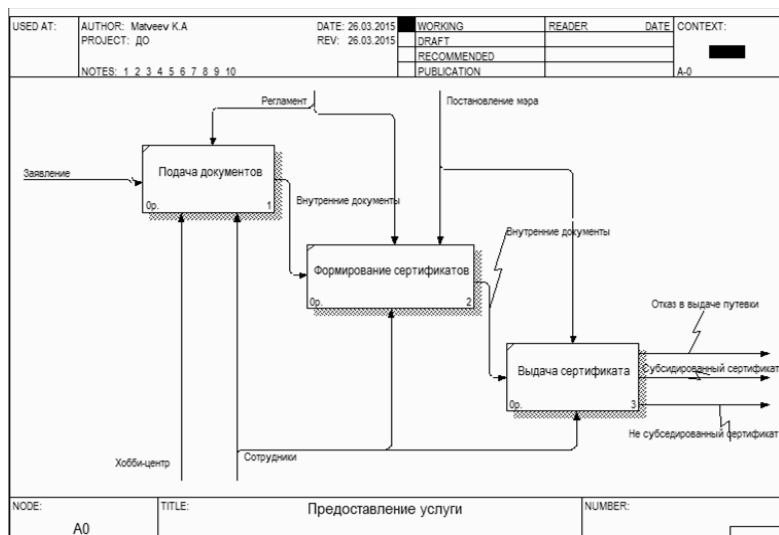 USED AT:
AUTHOR: Matveev K.A
DATE: 26.03.2015
WORKING
READER
DATE
CONTEXT:
PROJECT: ДО
REV: 26.03.2015
DRAFT
RECOMMENDED
NOTES: 1 2 3 4 5 6 7 8 9 10
PUBLICATION
A-0
Регламент
Постановление мэра
Заявление
Подача документов
0р.
1
Внутренние документы
Внутренние документы
Формирование сертификатов
0р.
2
Отказ в выдаче путевки
Выдача сертификата
Субсидированный сертификат
0р.
3
Не субседированный сертификат
Хобби-центр
Сотрудники
NODE:
TITLE:
Предоставление услуги
NUMBER:
A0